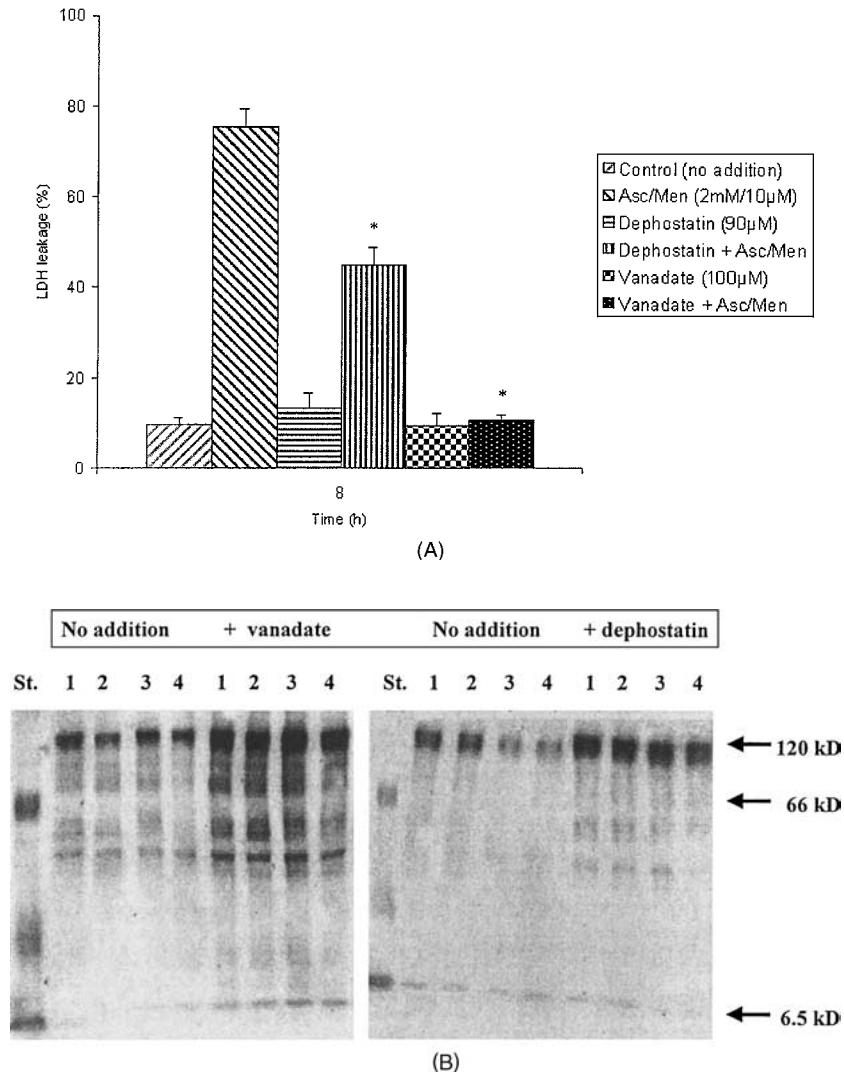 100
80
60
40
20
0
LDH leakage (%)
*
*
8
Time (h)
Control (no addition)
Asc/Men (2mM/10µM)
Dephostatin (90µM)
Dephostatin + Asc/Men
Vanadate (100µM)
Vanadate + Asc/Men
(A)
No addition + vanadate No addition + dephostatin
St. 1 2 3 4 1 2 3 4 St. 1 2 3 4 1 2 3 4
120 kD
66 kD
6.5 kD
(B)